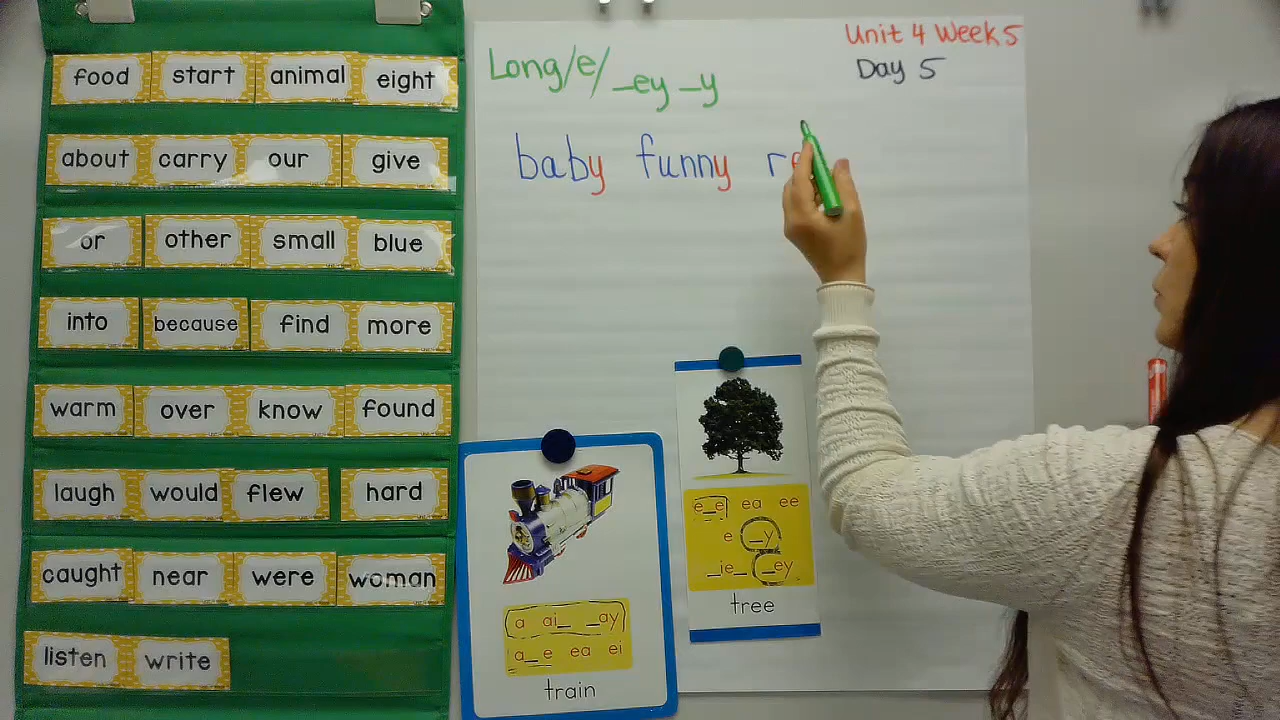 food start animal eight
about carry our give
or other small blue
into because find more
warm over know found
laugh would flew hard
caught near were woman
listen write
Unit 4 Week 5
Day 5
Long/e/ _ey _y
baby funny
e_e ea ee
e _y
_ie_ _ey
tree
a ai_ _ay
a_e ea ei
train